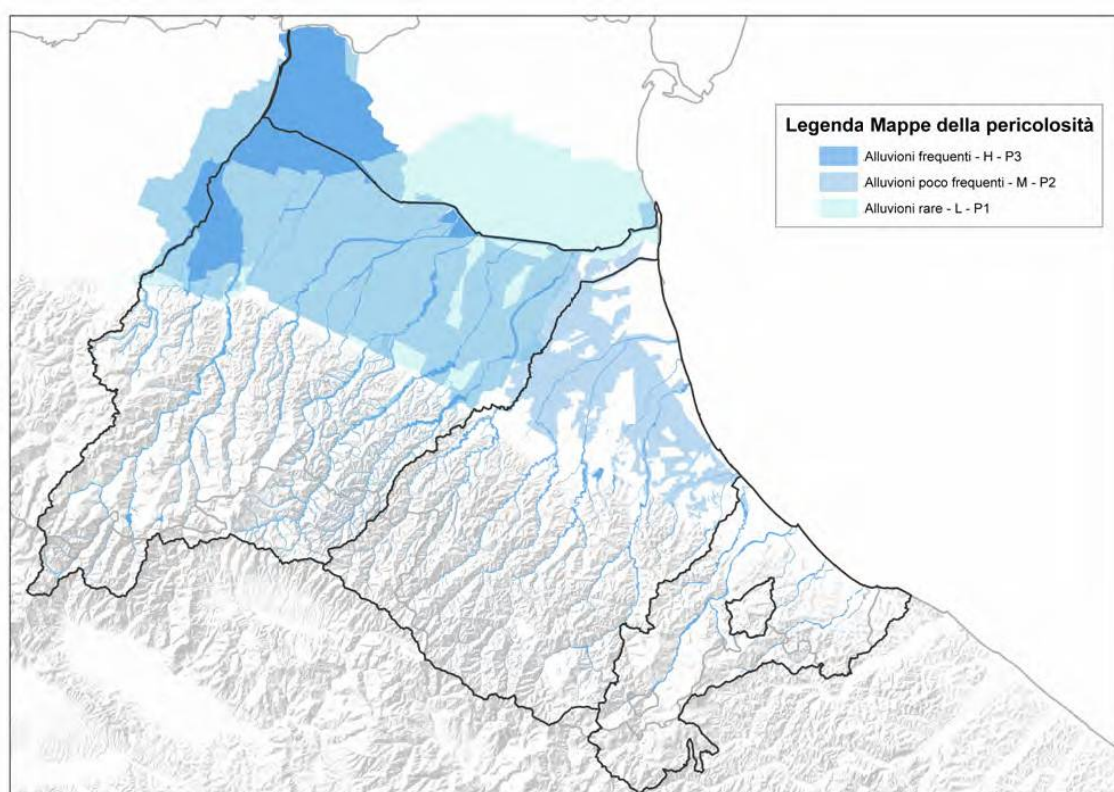 Legenda Mappe della pericolosità
Alluvioni frequenti - H - P3
Alluvioni poco frequenti - M - P2
Alluvioni rare - L - P1